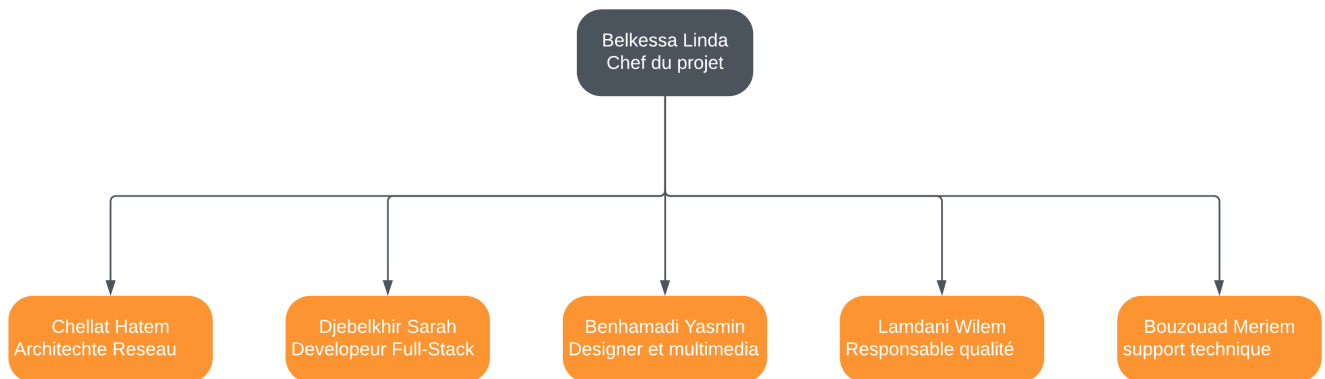 Belkessa Linda
Chef du projet
Chellat Hatem
Architechte Reseau
Djebelkhir Sarah
Developeur Full-Stack
Benhamadi Yasmin
Designer et multimedia
Lamdani Wilem
Responsable qualité
Bouzouad Meriem
support technique